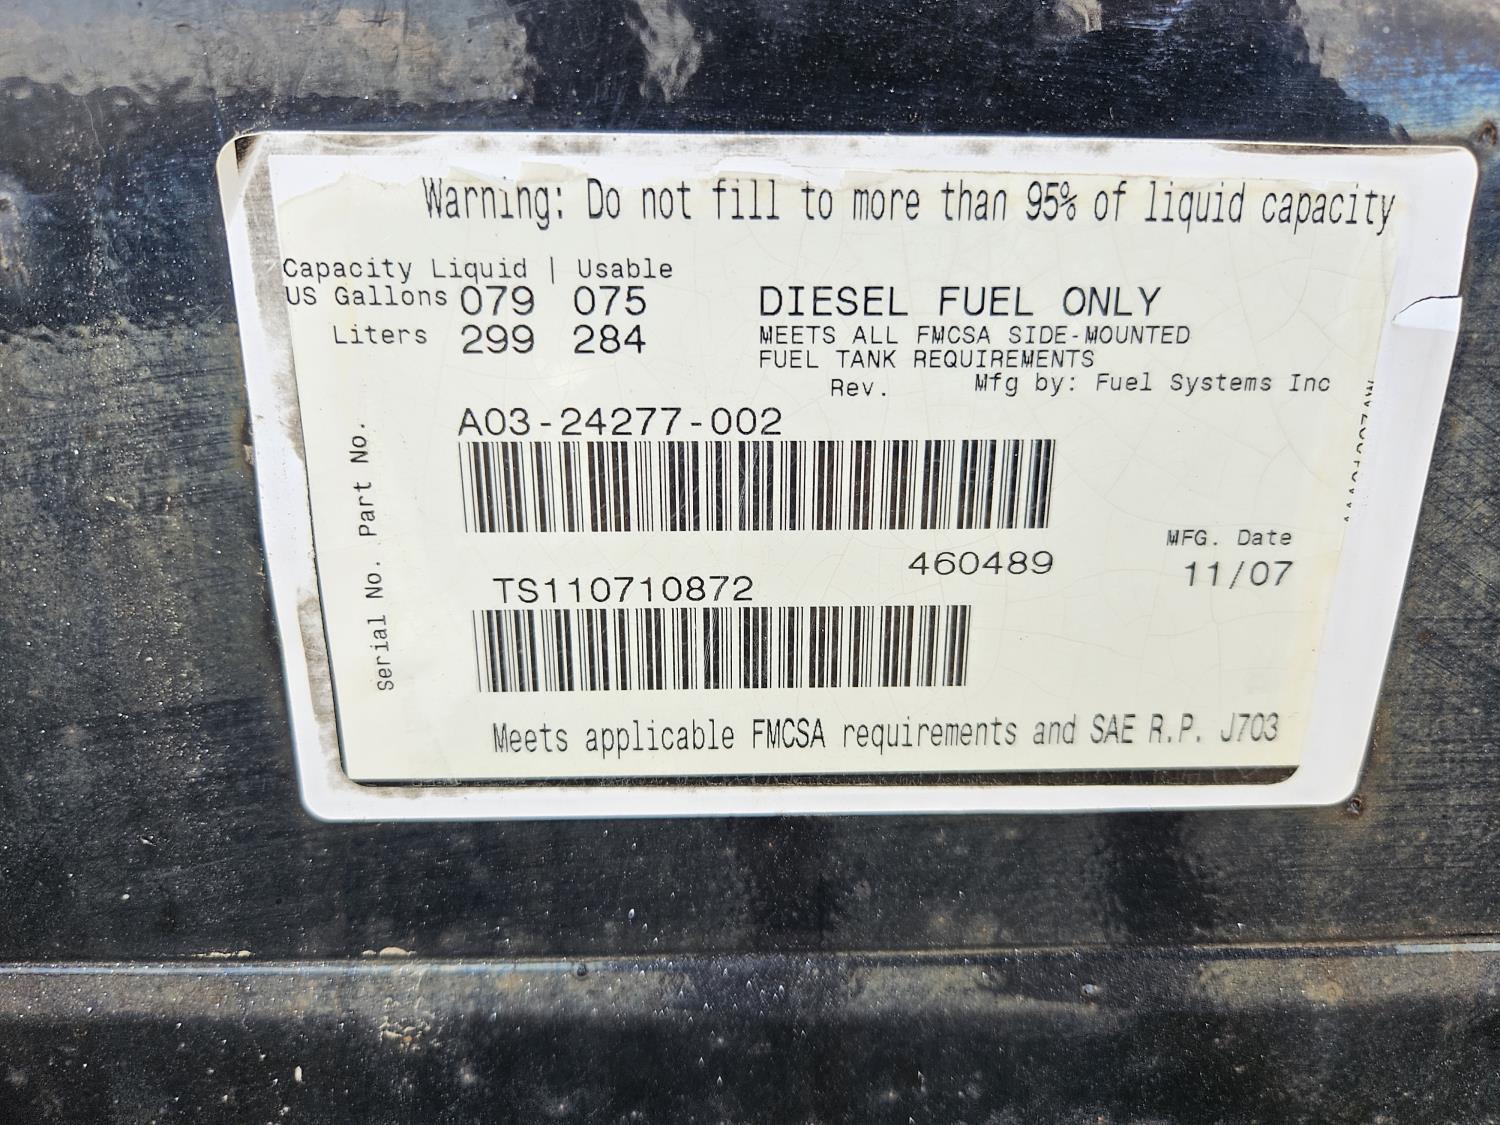 Warning: Do not fill to more than 95% of liquid capacity
Capacity Liquid | Usable
US Gallons 079 075
Liters 299 284
DIESEL FUEL ONLY
MEETS ALL FMCSA SIDE-MOUNTED
FUEL TANK REQUIREMENTS
Rev. Mfg by: Fuel Systems Inc
Part No.
A03-24277-002
460489
MFG. Date
11/07
Serial No.
TS110710872
Meets applicable FMCSA requirements and SAE R.P. J703